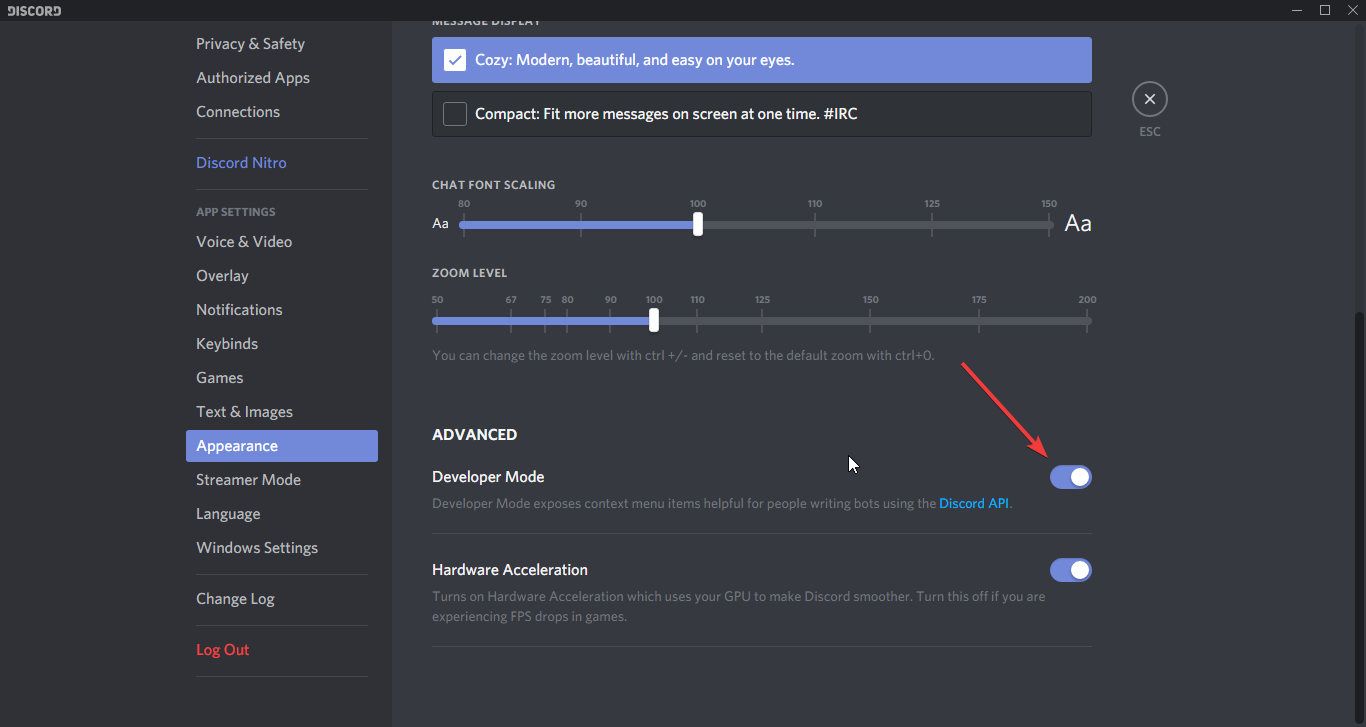 DISCORD
Privacy & Safety
Authorized Apps
Connections
Discord Nitro
APP SETTINGS
Voice & Video
Overlay
Notifications
Keybinds
Games
Text & Images
Appearance
Streamer Mode
Language
Windows Settings
Change Log
Log Out
MESSAGE DISPLAY
Cozy: Modern, beautiful, and easy on your eyes.
Compact: Fit more messages on screen at one time. #IRC
ESC
CHAT FONT SCALING
80 90 100 110 125 150
Aa Aa
ZOOM LEVEL
50 67 75 80 90 100 110 125 150 175 200
You can change the zoom level with ctrl +/- and reset to the default zoom with ctrl+0.
ADVANCED
Developer Mode
Developer Mode exposes context menu items helpful for people writing bots using the Discord API.
Hardware Acceleration
Turns on Hardware Acceleration which uses your GPU to make Discord smoother. Turn this off if you are
experiencing FPS drops in games.